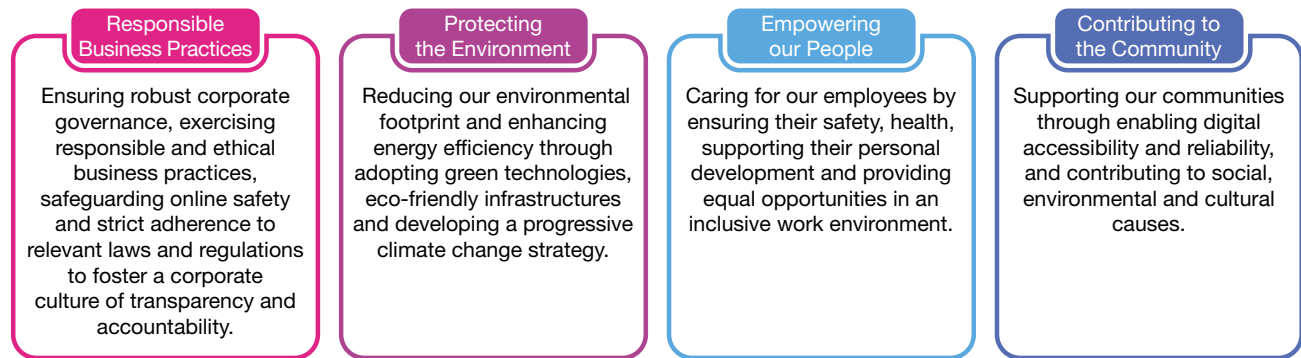 Responsible
Business Practices
Ensuring robust corporate
governance, exercising
responsible and ethical
business practices,
safeguarding online safety
and strict adherence to
relevant laws and regulations
to foster a corporate
culture of transparency and
accountability.
Protecting
the Environment
Reducing our environmental
footprint and enhancing
energy efficiency through
adopting green technologies,
eco-friendly infrastructures
and developing a progressive
climate change strategy.
Empowering
our People
Caring for our employees by
ensuring their safety, health,
supporting their personal
development and providing
equal opportunities in an
inclusive work environment.
Contributing to
the Community
Supporting our communities
through enabling digital
accessibility and reliability,
and contributing to social,
environmental and cultural
causes.